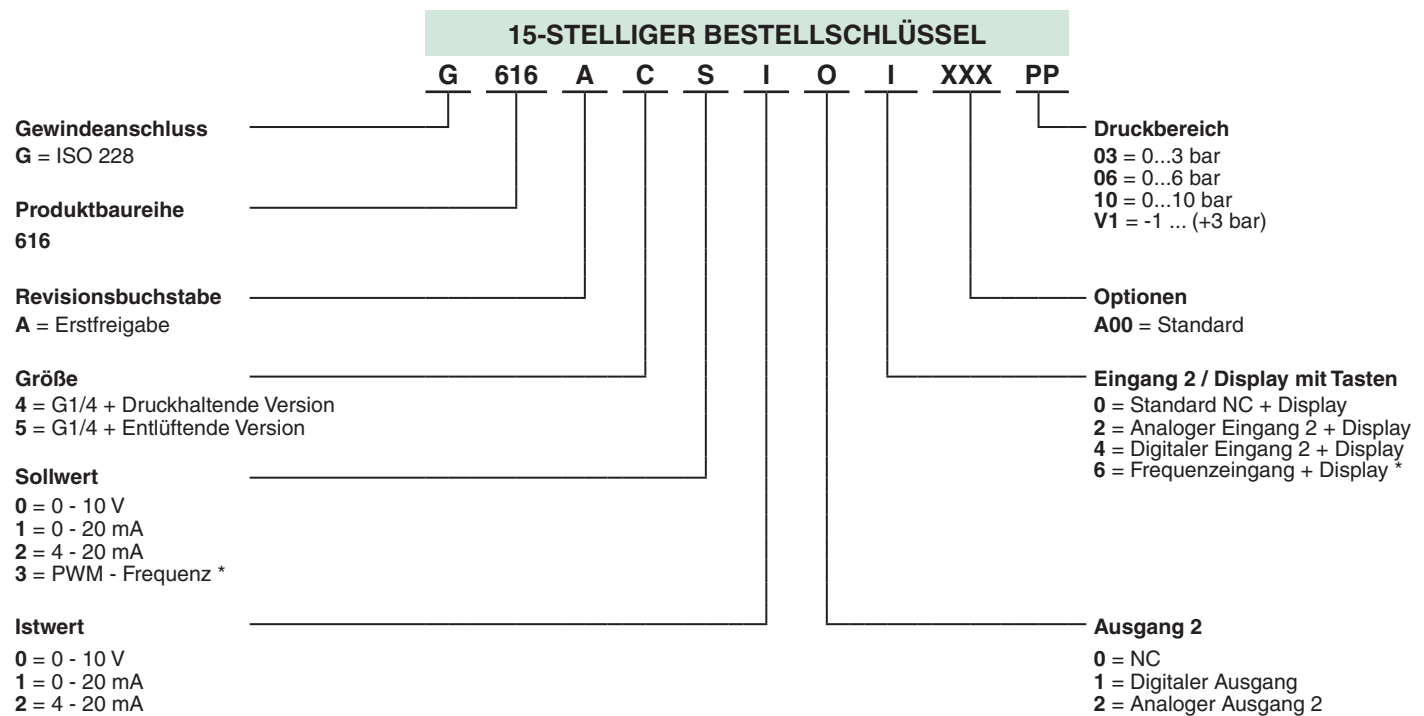 15-STELLIGER BESTELLSCHLÜSSEL
G 616 A C S I O I XXX PP
Gewindeanschluss
G = ISO 228
Produktbaureihe
616
Revisionsbuchstabe
A = Erstfreigabe
Größe
4 = G1/4 + Druckhaltende Version
5 = G1/4 + Entlüftende Version
Sollwert
0 = 0 - 10 V
1 = 0 - 20 mA
2 = 4 - 20 mA
3 = PWM - Frequenz *
Istwert
0 = 0 - 10 V
1 = 0 - 20 mA
2 = 4 - 20 mA
Druckbereich
03 = 0...3 bar
06 = 0...6 bar
10 = 0...10 bar
V1 = -1 ... (+3 bar)
Optionen
A00 = Standard
Eingang 2 / Display mit Tasten
0 = Standard NC + Display
2 = Analoger Eingang 2 + Display
4 = Digitaler Eingang 2 + Display
6 = Frequenzeingang + Display *
Ausgang 2
0 = NC
1 = Digitaler Ausgang
2 = Analoger Ausgang 2